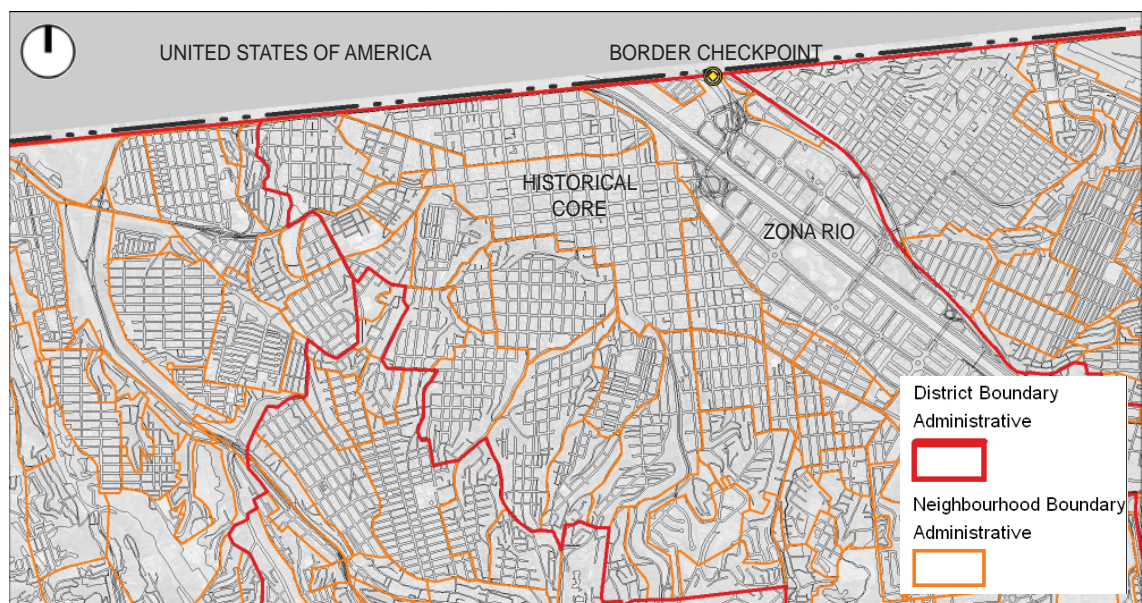 UNITED STATES OF AMERICA
BORDER CHECKPOINT
HISTORICAL
CORE
ZONA RIO
District Boundary
Administrative
Neighbourhood Boundary
Administrative